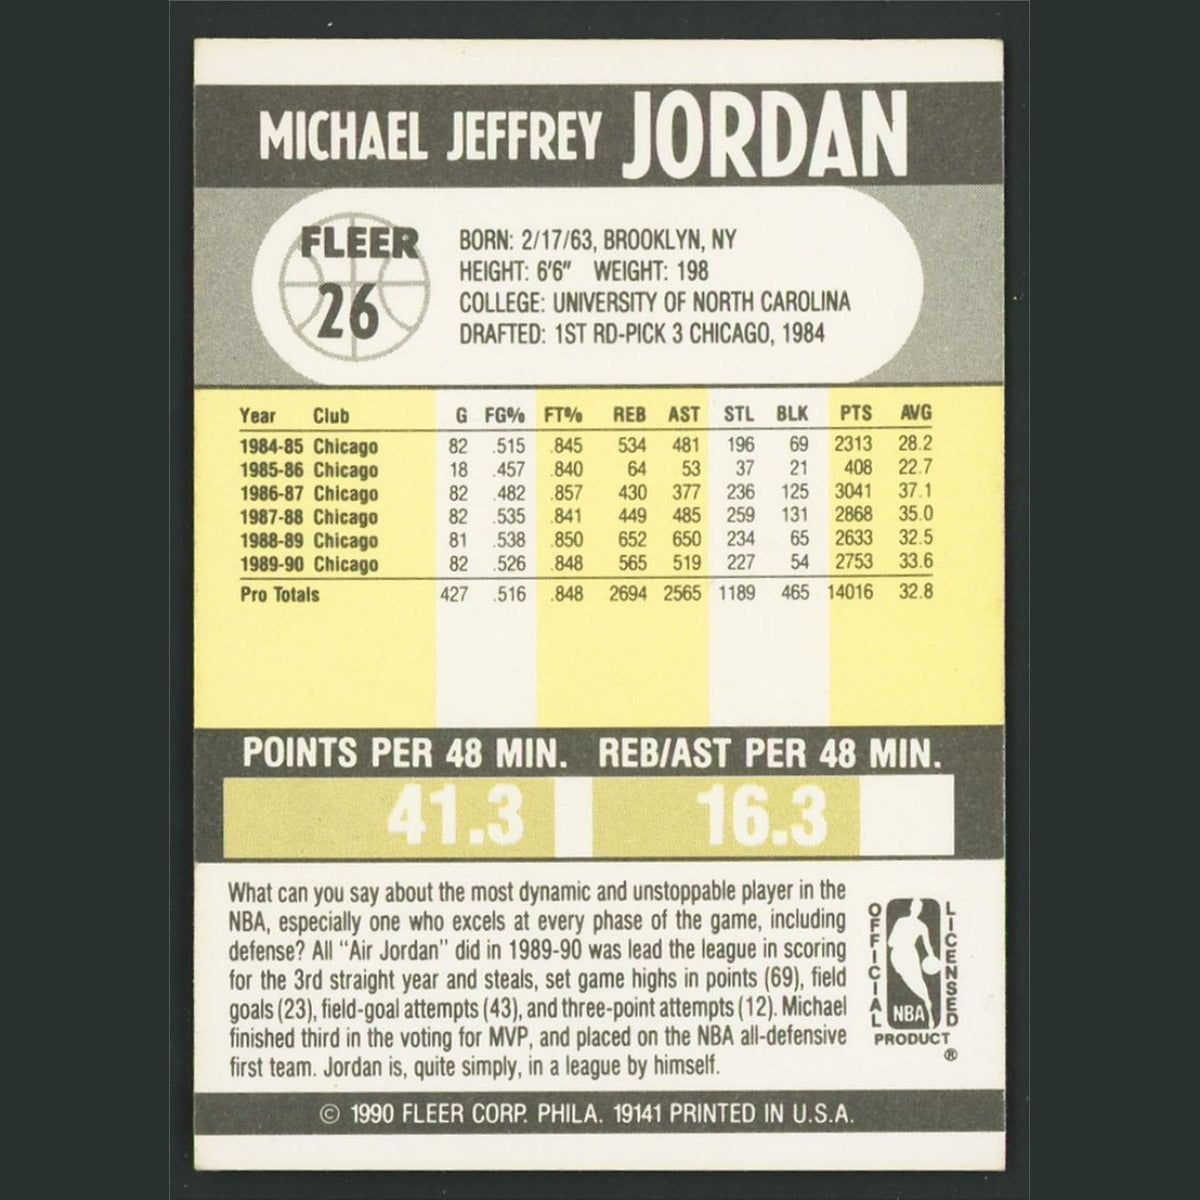 MICHAEL JEFFREY JORDAN
FLEER
26
BORN: 2/17/63, BROOKLYN, NY
HEIGHT: 6'6" WEIGHT: 198
COLLEGE: UNIVERSITY OF NORTH CAROLINA
DRAFTED: 1ST RD-PICK 3 CHICAGO, 1984
Year Club G FG% FT% REB AST STL BLK PTS AVG
1984-85 Chicago 82 .515 .845 534 481 196 69 2313 28.2
1985-86 Chicago 18 .457 .840 64 53 37 21 408 22.7
1986-87 Chicago 82 .482 .857 430 377 236 125 3041 37.1
1987-88 Chicago 82 .535 .841 449 485 259 131 2868 35.0
1988-89 Chicago 81 .538 .850 652 650 234 65 2633 32.5
1989-90 Chicago 82 .526 .848 565 519 227 54 2753 33.6
Pro Totals 427 .516 .848 2694 2565 1189 465 14016 32.8
POINTS PER 48 MIN. REB/AST PER 48 MIN.
41.3 16.3
What can you say about the most dynamic and unstoppable player in the
NBA, especially one who excels at every phase of the game, including
defense? All "Air Jordan" did in 1989-90 was lead the league in scoring
for the 3rd straight year and steals, set game highs in points (69), field
goals (23), field-goal attempts (43), and three-point attempts (12). Michael
finished third in the voting for MVP, and placed on the NBA all-defensive
first team. Jordan is, quite simply, in a league by himself.
OFFICIAL
LICENSED
NBA
PRODUCT
®
© 1990 FLEER CORP. PHILA. 19141 PRINTED IN U.S.A.